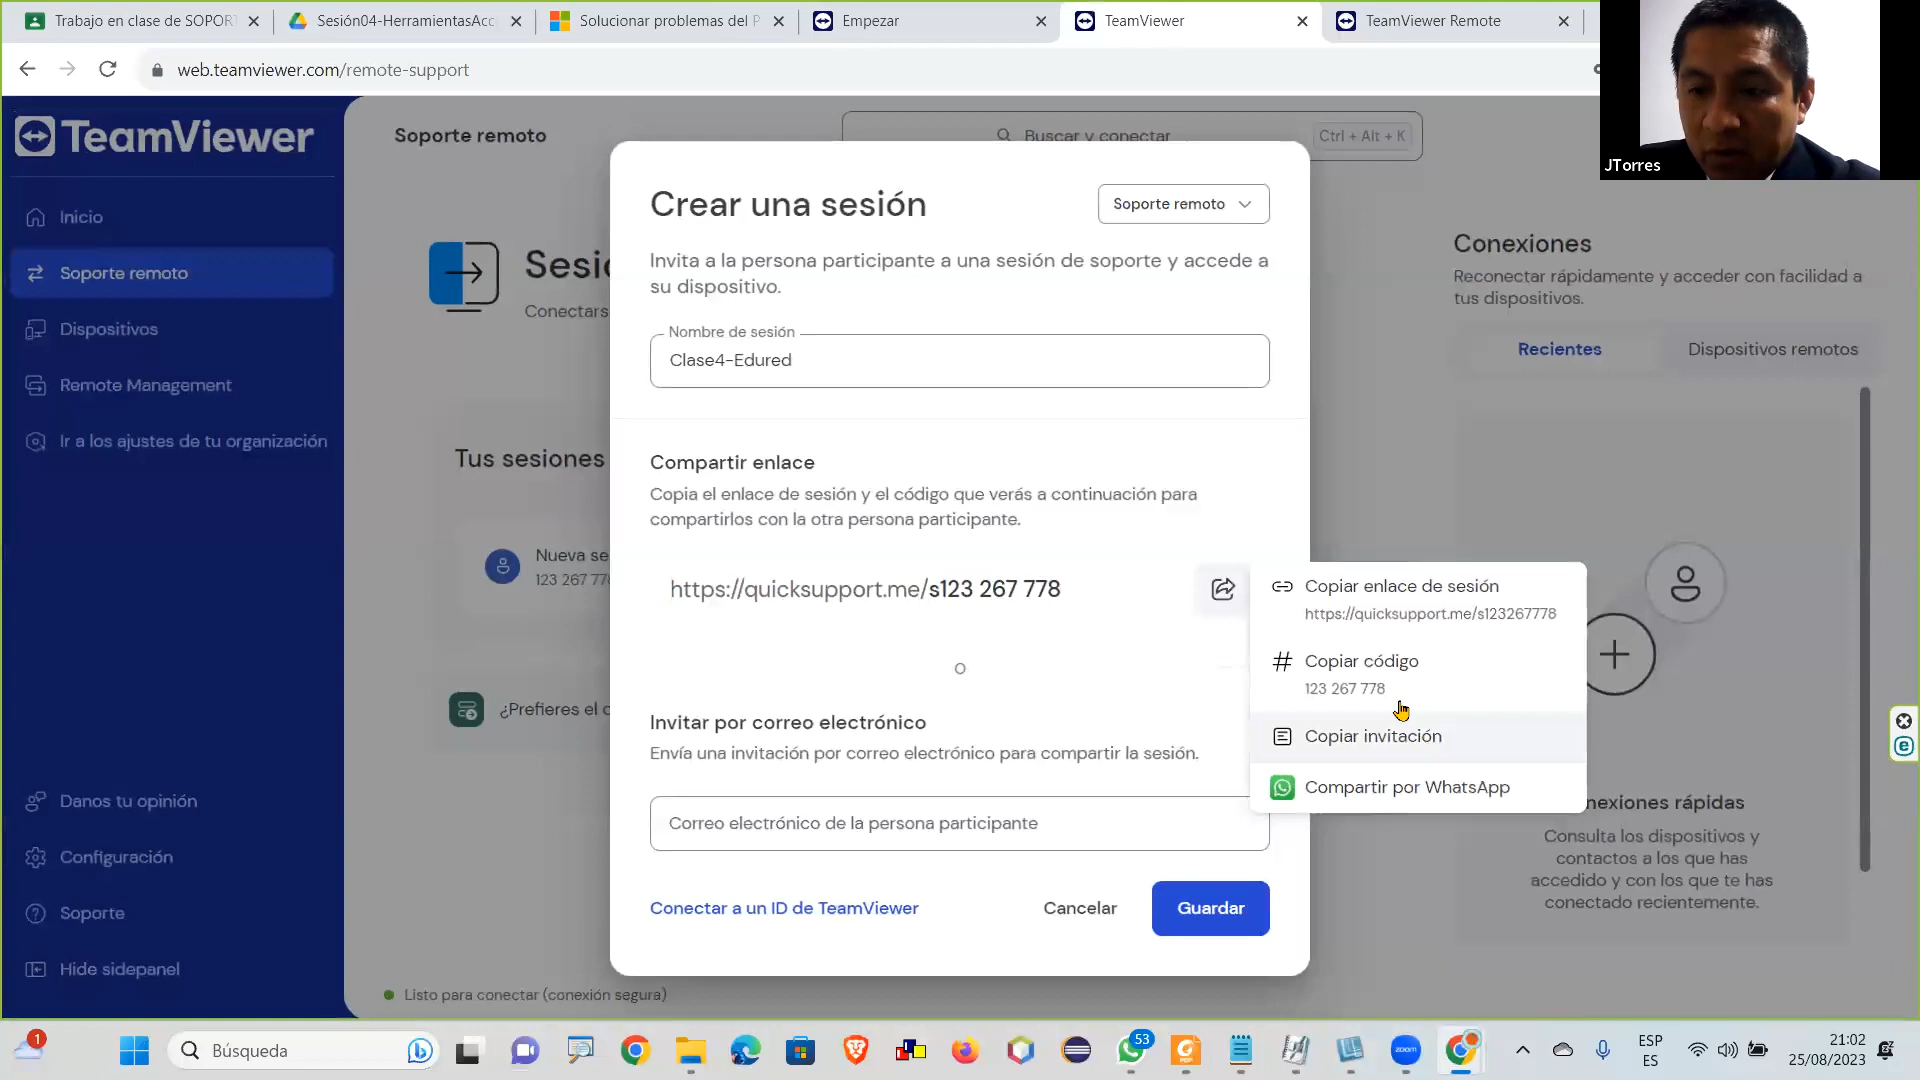 Trabajo en clase de SOPOR
Sesión04-HerramientasAcc
Solucionar problemas del P
Empezar
TeamViewer
TeamViewer Remote
web.teamviewer.com/remote-support
JTorres
TeamViewer
Inicio
Soporte remoto
Dispositivos
Remote Management
Ir a los ajustes de tu organización
Danos tu opinión
Configuración
Soporte
Hide sidepanel
Soporte remoto
Buscar y conectar
Ctrl + Alt + K
Conectars
Tus sesiones
Nueva se
123 267 77
¿Prefieres el c
Listo para conectar (conexión segura)
Crear una sesión
Soporte remoto
Invita a la persona participante a una sesión de soporte y accede a
su dispositivo.
Nombre de sesión
Clase4-Edured
Compartir enlace
Copia el enlace de sesión y el código que verás a continuación para
compartirlos con la otra persona participante.
https://quicksupport.me/s123 267 778
o
Invitar por correo electrónico
Envía una invitación por correo electrónico para compartir la sesión.
Correo electrónico de la persona participante
Conectar a un ID de TeamViewer
Cancelar
Guardar
Copiar enlace de sesión
https://quicksupport.me/s123267778
Copiar código
123 267 778
Copiar invitación
Compartir por WhatsApp
Conexiones
Reconectar rápidamente y acceder con facilidad a
tus dispositivos.
Recientes
Dispositivos remotos
nexiones rápidas
Consulta los dispositivos y
contactos a los que has
accedido y con los que te has
conectado recientemente.
1
Búsqueda
53
zoom
ESP
ES
21:02
25/08/2023